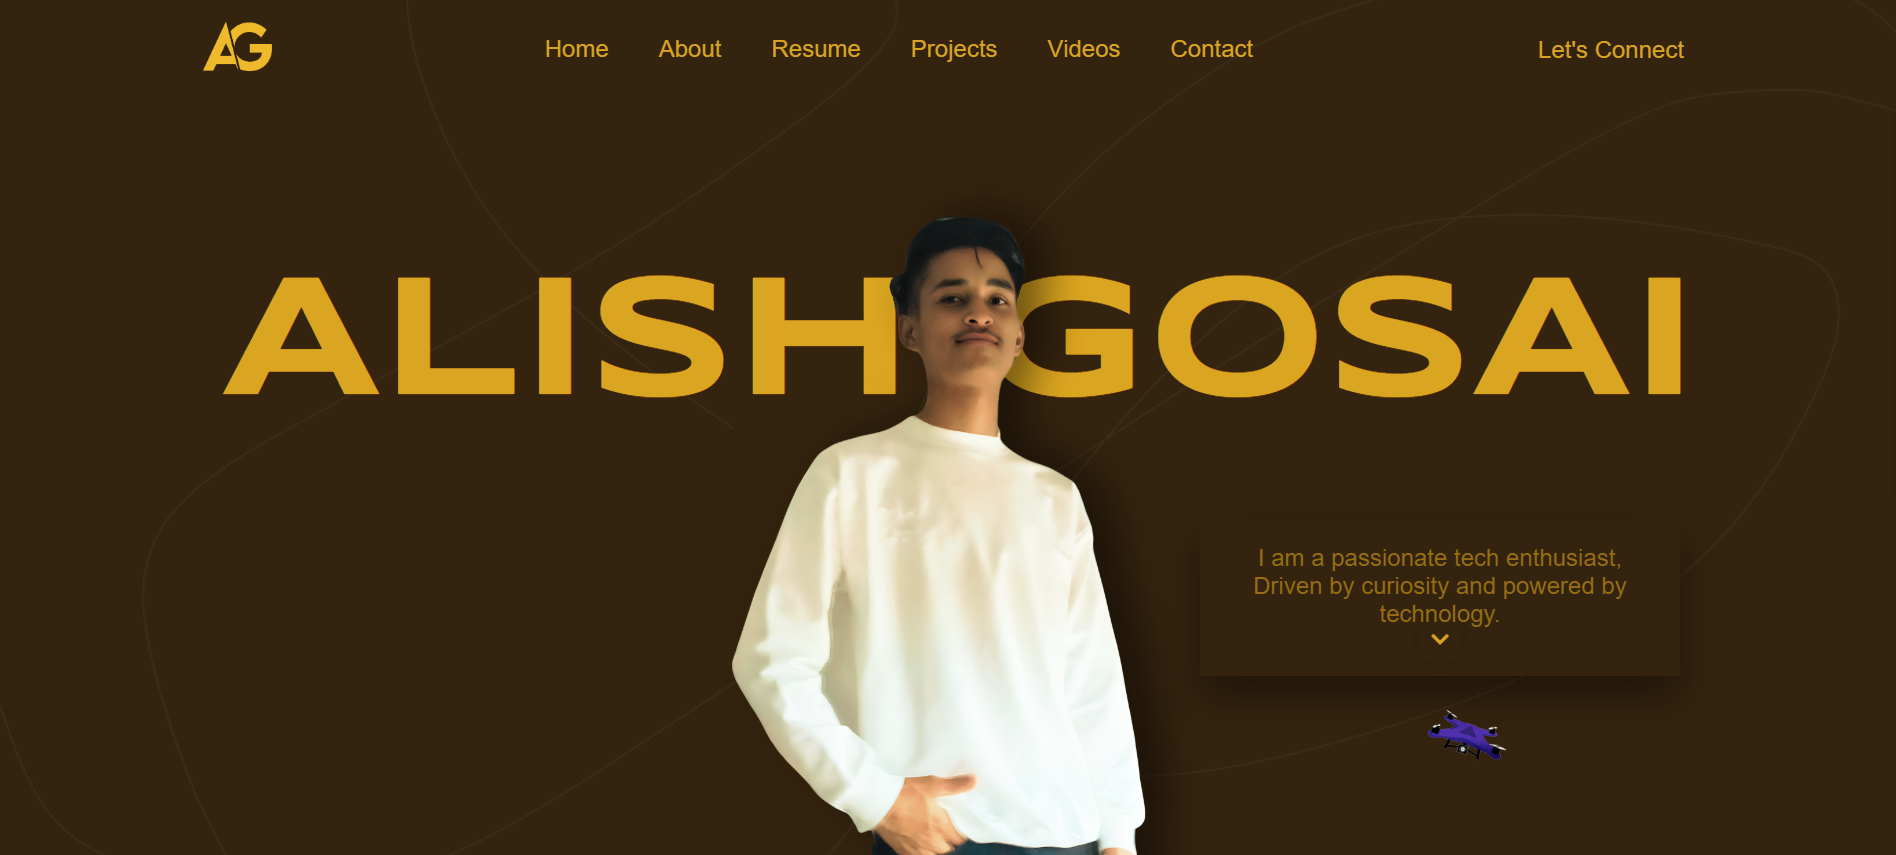 AG
Home About Resume Projects Videos Contact Let's Connect
ALISH GOSAI
I am a passionate tech enthusiast,
Driven by curiosity and powered by
technology.